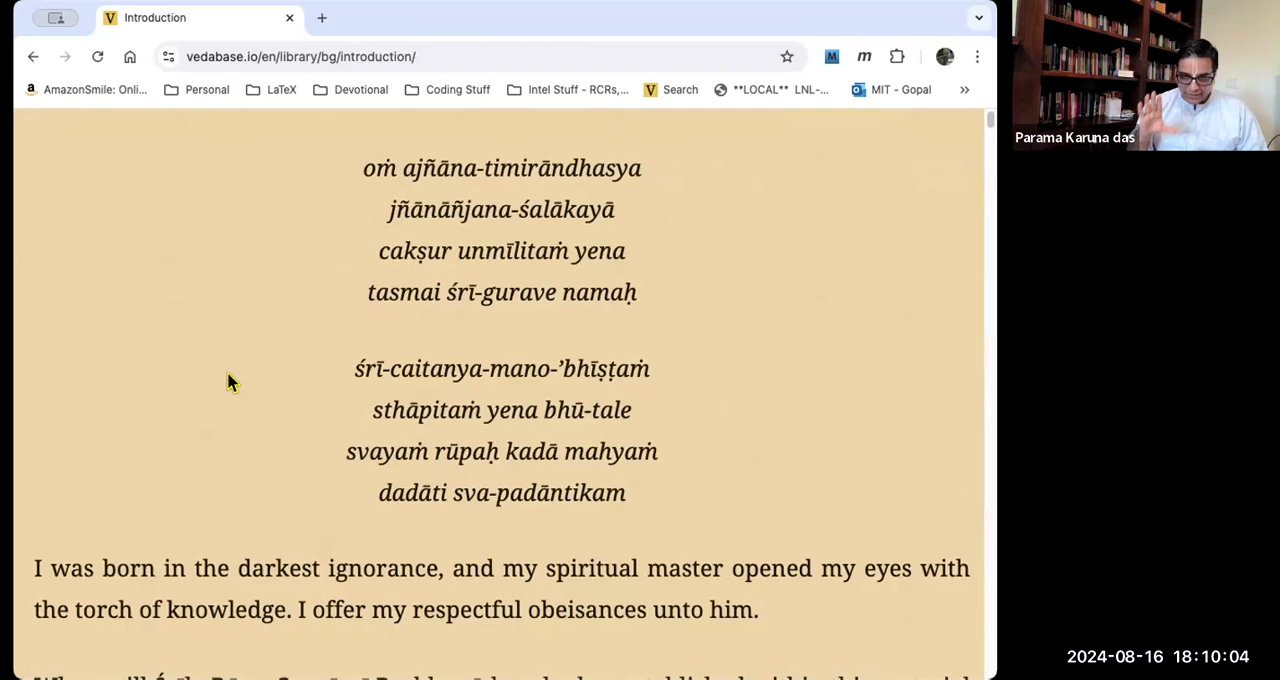 Introduction
vedabase.io/en/library/bg/introduction/
AmazonSmile: Onli...
Personal
LaTeX
Devotional
Coding Stuff
Intel Stuff - RCRs,...
Search
**LOCAL** LNL-...
MIT - Gopal
oṁ ajñāna-timirāndhasya
jñānāñjana-śalākayā
cakṣur unmīlitaṁ yena
tasmai śrī-gurave namaḥ
śrī-caitanya-mano-’bhīṣṭaṁ
sthāpitaṁ yena bhū-tale
svayaṁ rūpaḥ kadā mahyaṁ
dadāti sva-padāntikam
I was born in the darkest ignorance, and my spiritual master opened my eyes with
the torch of knowledge. I offer my respectful obeisances unto him.
Parama Karuna das
2024-08-16 18:10:04